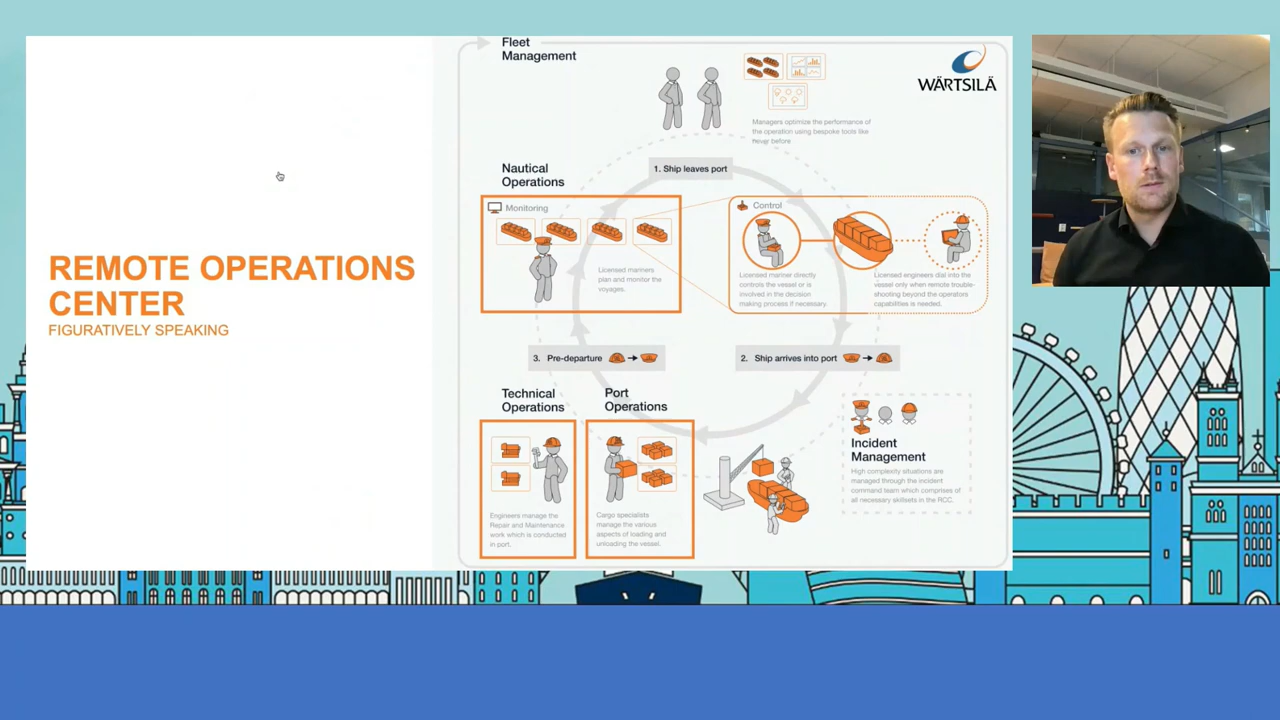 REMOTE OPERATIONS
CENTER
FIGURATIVELY SPEAKING
Fleet
Management
WÄRTSILÄ
Managers optimize the performance of
the operation using bespoke tools like
never before
1. Ship leaves port
Nautical
Operations
Monitoring
Licensed mariners
plan and monitor the
voyages.
Control
Licensed mariner directly
controls the vessel or is
involved in the decision
making process if necessary.
Licensed engineers dial into the
vessel only when remote trouble-
shooting beyond the operators
capabilities is needed.
3. Pre-departure
2. Ship arrives into port
Technical
Operations
Engineers manage the
Repair and Maintenance
work which is conducted
in port.
Port
Operations
Cargo specialists
manage the various
aspects of loading and
unloading the vessel.
Incident
Management
High complexity situations are
managed through the incident
command team which comprises of
all necessary skillsets in the RCC.